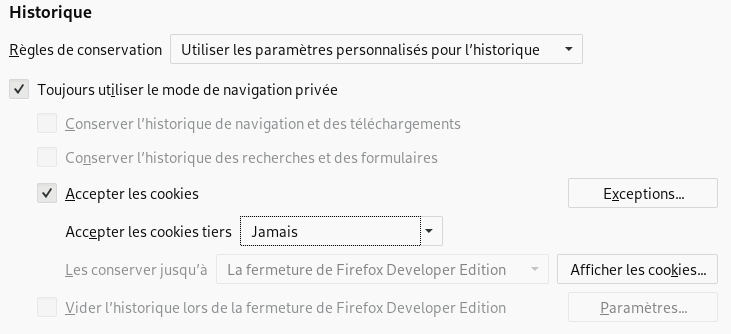 Historique
Règles de conservation Utiliser les paramètres personnalisés pour l’historique
Toujours utiliser le mode de navigation privée
Conserver l’historique de navigation et des téléchargements
Conserver l’historique des recherches et des formulaires
Accepter les cookies Exceptions...
Accepter les cookies tiers Jamais
Les conserver jusqu’à La fermeture de Firefox Developer Edition Afficher les cookies...
Vider l’historique lors de la fermeture de Firefox Developer Edition Paramètres...